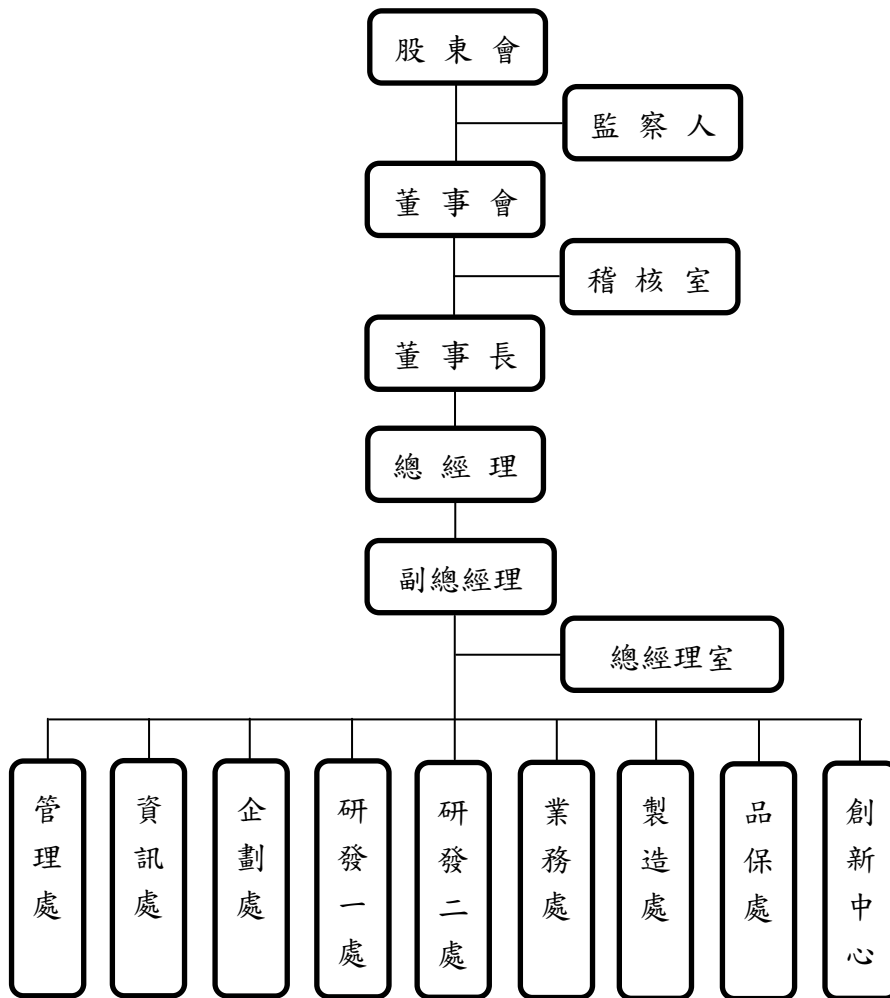 股東會
監察人
董事會
稽核室
董事長
總經理
副總經理
總經理室
管理處
資訊處
企劃處
研發一處
研發二處
業務處
製造處
品保處
創新中心